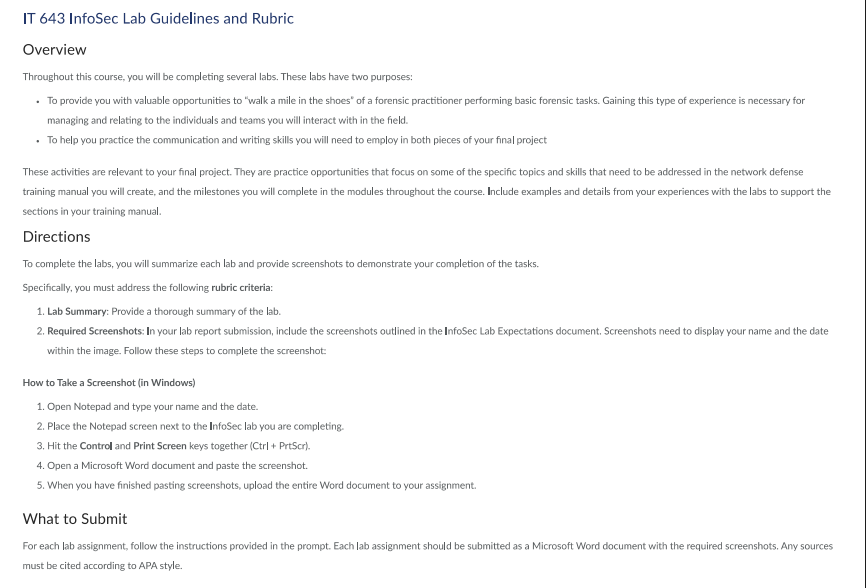 IT 643 InfoSec Lab Guidelines and Rubric
Overview
Throughout this course, you will be completing several labs. These labs have two purposes:
• To provide you with valuable opportunities to “walk a mile in the shoes” of a forensic practitioner performing basic forensic tasks. Gaining this type of experience is necessary for
managing and relating to the individuals and teams you will interact with in the field.
• To help you practice the communication and writing skills you will need to employ in both pieces of your final project
These activities are relevant to your final project. They are practice opportunities that focus on some of the specific topics and skills that need to be addressed in the network defense
training manual you will create, and the milestones you will complete in the modules throughout the course. Include examples and details from your experiences with the labs to support the
sections in your training manual.
Directions
To complete the labs, you will summarize each lab and provide screenshots to demonstrate your completion of the tasks.
Specifically, you must address the following rubric criteria:
1. Lab Summary: Provide a thorough summary of the lab.
2. Required Screenshots: In your lab report submission, include the screenshots outlined in the InfoSec Lab Expectations document. Screenshots need to display your name and the date
within the image. Follow these steps to complete the screenshot:
How to Take a Screenshot (in Windows)
1. Open Notepad and type your name and the date.
2. Place the Notepad screen next to the InfoSec lab you are completing.
3. Hit the Control and Print Screen keys together (Ctrl + PrtScr).
4. Open a Microsoft Word document and paste the screenshot.
5. When you have finished pasting screenshots, upload the entire Word document to your assignment.
What to Submit
For each lab assignment, follow the instructions provided in the prompt. Each lab assignment should be submitted as a Microsoft Word document with the required screenshots. Any sources
must be cited according to APA style.